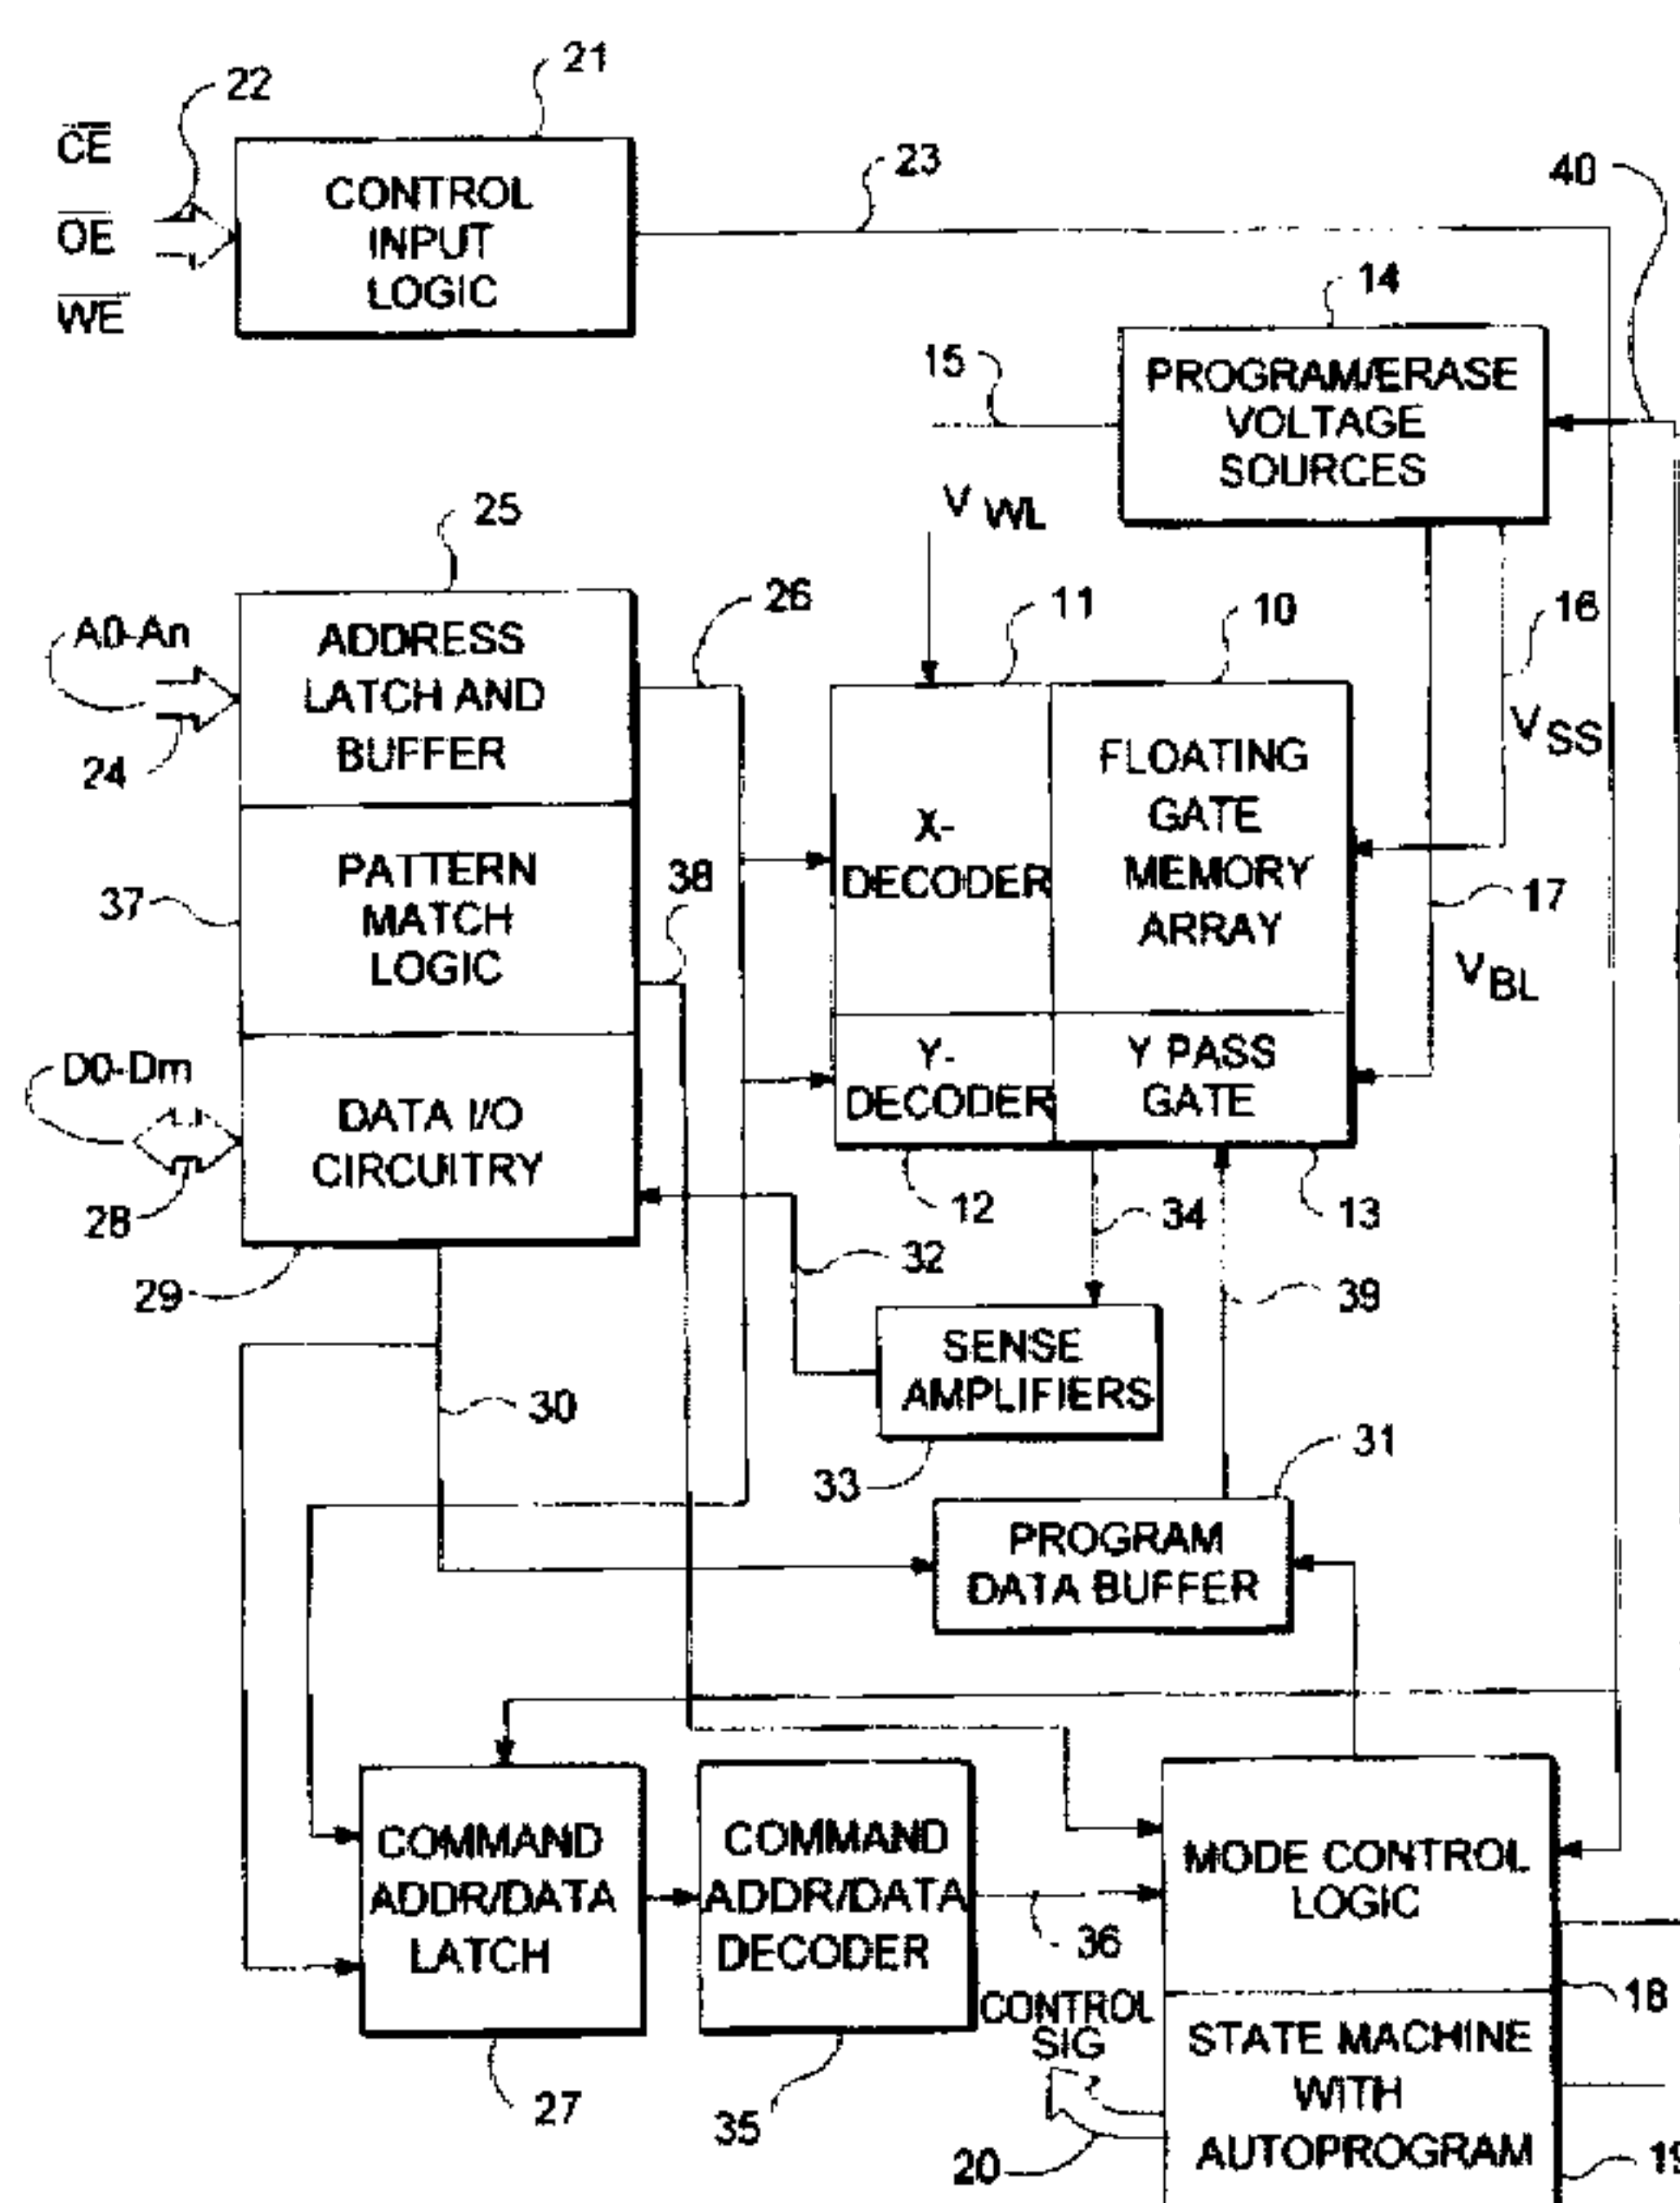 21
22
CE
OE
WE
CONTROL
INPUT
LOGIC
23
40
14
15
PROGRAM/ERASE
VOLTAGE
SOURCES
V WL
25
26
11
10
16
A0-An
24
ADDRESS
LATCH AND
BUFFER
VSS
FLOATING
GATE
MEMORY
ARRAY
X-
DECODER
37
PATTERN
MATCH
LOGIC
38
17
VBL
D0-Dm
28
DATA I/O
CIRCUITRY
Y-
DECODER
Y PASS
GATE
12
34
13
29
32
39
SENSE
AMPLIFIERS
30
33
31
PROGRAM
DATA BUFFER
COMMAND
ADDR/DATA
LATCH
COMMAND
ADDR/DATA
DECODER
MODE CONTROL
LOGIC
36
18
CONTROL
SIG
STATE MACHINE
WITH
AUTOPROGRAM
27
35
20
19